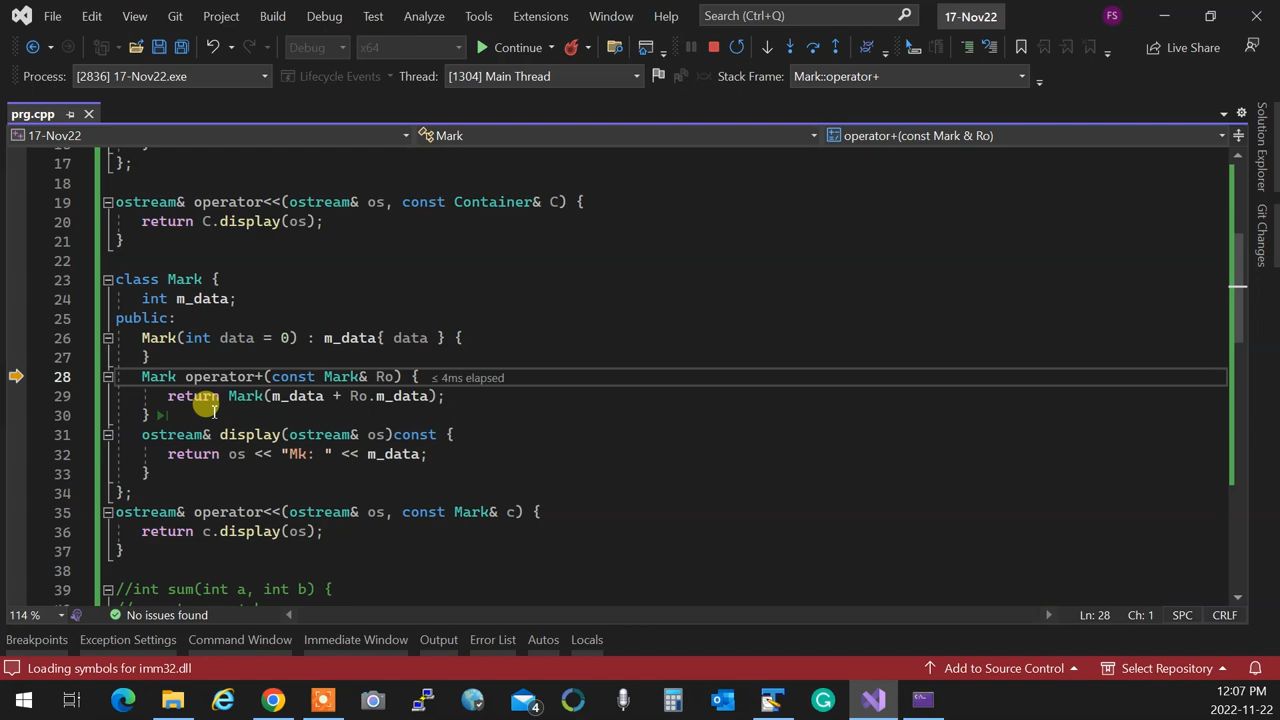 File Edit View Git Project Build Debug Test Analyze Tools Extensions Window Help Search (Ctrl+Q) 17-Nov22 FS
Debug x64 Continue Live Share
Process: [2836] 17-Nov22.exe Lifecycle Events Thread: [1304] Main Thread Stack Frame: Mark::operator+
prg.cpp
17-Nov22 Mark operator+(const Mark & Ro)
17 };
18
19 ostream& operator<<(ostream& os, const Container& C) {
20 return C.display(os);
21 }
22
23 class Mark {
24 int m_data;
25 public:
26 Mark(int data = 0) : m_data{ data } {
27 }
28 Mark operator+(const Mark& Ro) { ≤ 4ms elapsed
29 return Mark(m_data + Ro.m_data);
30 }
31 ostream& display(ostream& os)const {
32 return os << "Mk: " << m_data;
33 }
34 };
35 ostream& operator<<(ostream& os, const Mark& c) {
36 return c.display(os);
37 }
38
39 //int sum(int a, int b) {
Solution Explorer
Git Changes
114 % No issues found Ln: 28 Ch: 1 SPC CRLF
Breakpoints Exception Settings Command Window Immediate Window Output Error List Autos Locals
Loading symbols for imm32.dll Add to Source Control Select Repository
4
12:07 PM
2022-11-22